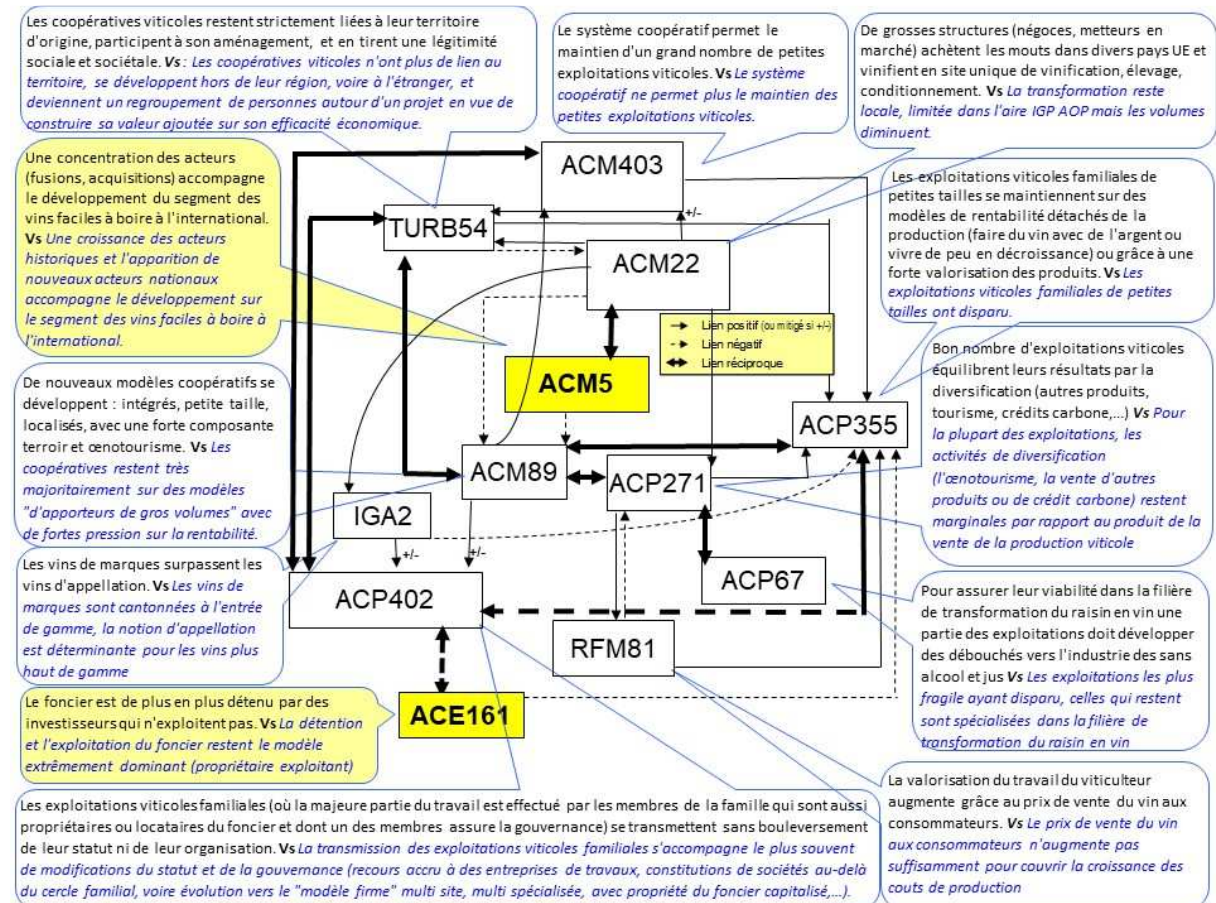 Les coopératives viticoles restent strictement liées à leur territoire
d'origine, participent à son aménagement, et en tirent une légitimité
sociale et sociétale. Vs : Les coopératives viticoles n'ont plus de lien au
territoire, se développent hors de leur région, voire à l'étranger, et
deviennent un regroupement de personnes autour d'un projet en vue de
construire sa valeur ajoutée sur son efficacité économique.
Le système coopératif permet le
maintien d'un grand nombre de petites
exploitations viticoles. Vs Le système
coopératif ne permet plus le maintien des
petites exploitations viticoles.
De grosses structures (négoces, metteurs en
marché) achètent les mouts dans divers pays UE et
vinifient en site unique de vinification, élevage,
conditionnement. Vs La transformation reste
locale, limitée dans l'aire IGP AOP mais les volumes
diminuent.
Une concentration des acteurs
(fusions, acquisitions) accompagne
le développement du segment des
vins faciles à boire à l'international.
Vs Une croissance des acteurs
historiques et l'apparition de
nouveaux acteurs nationaux
accompagne le développement sur
le segment des vins faciles à boire à
l'international.
ACM403
TURB54
+/-
ACM22
Les exploitations viticoles familiales de
petites tailles se maintiennent sur des
modèles de rentabilité détachés de la
production (faire du vin avec de l'argent ou
vivre de peu en décroissance) ou grâce à une
forte valorisation des produits. Vs Les
exploitations viticoles familiales de petites
tailles ont disparu.
Lien positif (ou mitigé si +/-)
Lien négatif
Lien réciproque
ACM5
De nouveaux modèles coopératifs se
développent : intégrés, petite taille,
localisés, avec une forte composante
terroir et œnotourisme. Vs Les
coopératives restent très
majoritairement sur des modèles
"d'apporteurs de gros volumes" avec
de fortes pression sur la rentabilité.
Bon nombre d'exploitations viticoles
équilibrent leurs résultats par la
diversification (autres produits,
tourisme, crédits carbone,...) Vs Pour
la plupart des exploitations, les
activités de diversification
(l'œnotourisme, la vente d'autres
produits ou de crédit carbone) restent
marginales par rapport au produit de la
vente de la production viticole
ACP355
ACM89
ACP271
IGA2
+/-
+/-
Les vins de marques surpassent les
vins d'appellation. Vs Les vins de
marques sont cantonnées à l'entrée
de gamme, la notion d'appellation
est déterminante pour les vins plus
haut de gamme
ACP402
ACP67
RFM81
Pour assurer leur viabilité dans la filière
de transformation du raisin en vin une
partie des exploitations doit développer
des débouchés vers l'industrie des sans
alcool et jus Vs Les exploitations les plus
fragile ayant disparu, celles qui restent
sont spécialisées dans la filière de
transformation du raisin en vin
Le foncier est de plus en plus détenu par des
investisseurs qui n'exploitent pas. Vs La détention
et l'exploitation du foncier restent le modèle
extrêmement dominant (propriétaire exploitant)
ACE161
Les exploitations viticoles familiales (où la majeure partie du travail est effectué par les membres de la famille qui sont aussi
propriétaires ou locataires du foncier et dont un des membres assure la gouvernance) se transmettent sans bouleversement
de leur statut ni de leur organisation. Vs La transmission des exploitations viticoles familiales s'accompagne le plus souvent
de modifications du statut et de la gouvernance (recours accru à des entreprises de travaux, constitutions de sociétés au-delà
du cercle familial, voire évolution vers le "modèle firme" multi site, multi spécialisée, avec propriété du foncier capitalisé,...).
La valorisation du travail du viticulteur
augmente grâce au prix de vente du vin aux
consommateurs. Vs Le prix de vente du vin
aux consommateurs n'augmente pas
suffisamment pour couvrir la croissance des
couts de production